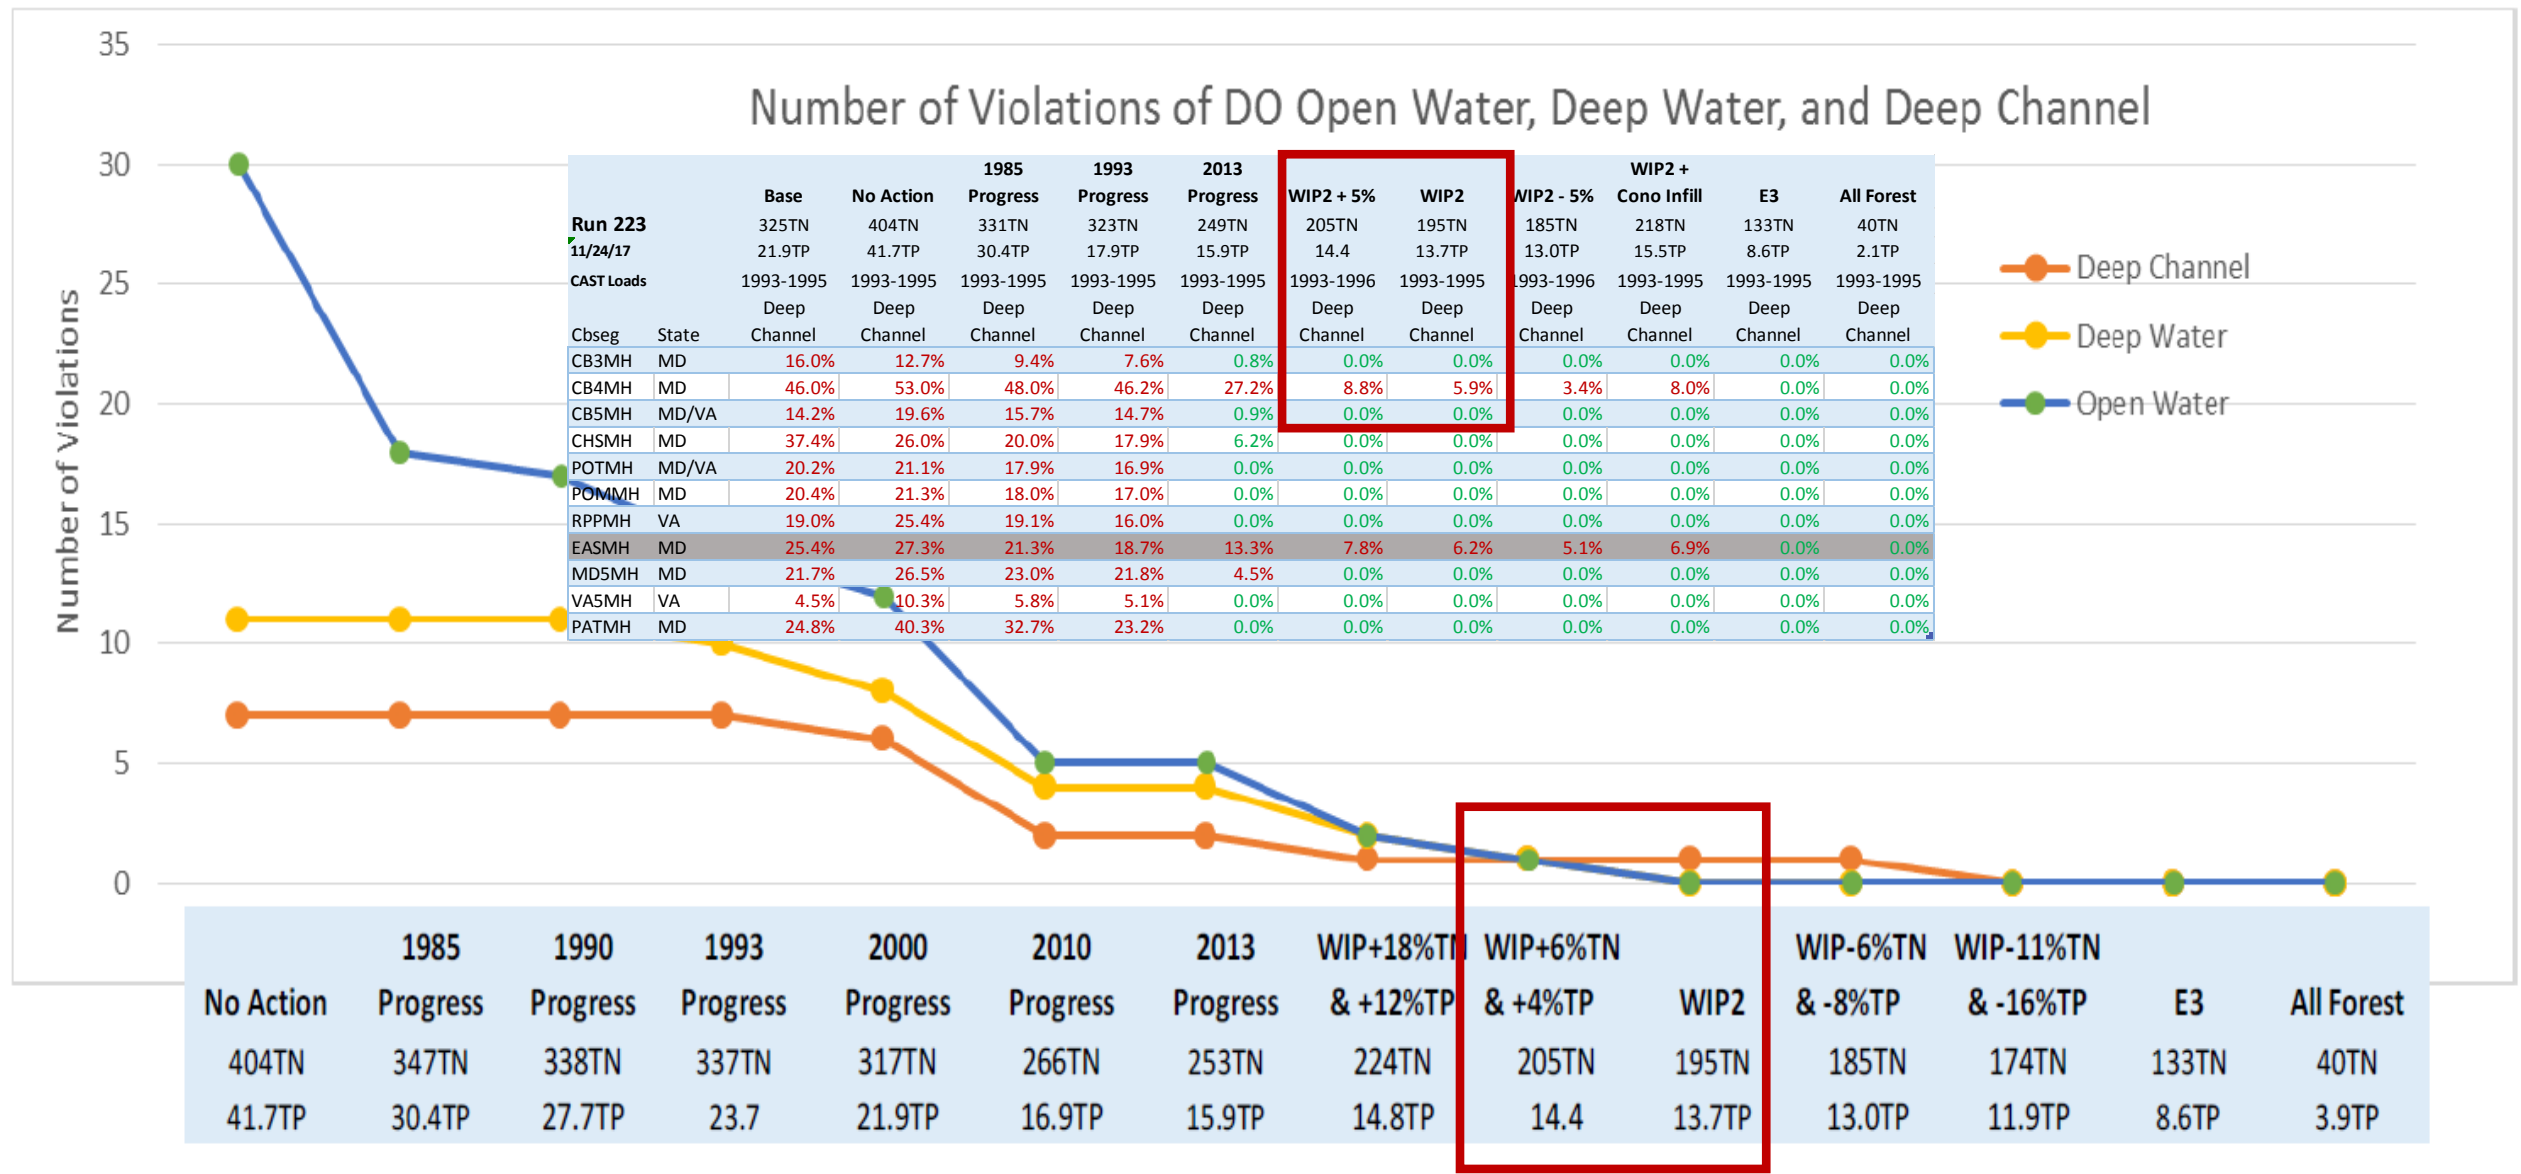 Number of Violations of DO Open Water, Deep Water, and Deep Channel
Number of Violations
35
30
25
20
15
10
5
0
Deep Channel
Deep Water
Open Water
1985 1993 2013 WIP2 +
Base No Action Progress Progress Progress WIP2 + 5% WIP2 WIP2 - 5% Cono Infill E3 All Forest
Run 223 325TN 404TN 331TN 323TN 249TN 205TN 195TN 185TN 218TN 133TN 40TN
11/24/17 21.9TP 41.7TP 30.4TP 17.9TP 15.9TP 14.4 13.7TP 13.0TP 15.5TP 8.6TP 2.1TP
CAST Loads 1993-1995 1993-1995 1993-1995 1993-1995 1993-1995 1993-1996 1993-1995 1993-1996 1993-1995 1993-1995 1993-1995
Deep Deep Deep Deep Deep Deep Deep Deep Deep Deep Deep
Cbseg State Channel Channel Channel Channel Channel Channel Channel Channel Channel Channel Channel
CB3MH MD 16.0% 12.7% 9.4% 7.6% 0.8% 0.0% 0.0% 0.0% 0.0% 0.0% 0.0%
CB4MH MD 46.0% 53.0% 48.0% 46.2% 27.2% 8.8% 5.9% 3.4% 8.0% 0.0% 0.0%
CB5MH MD/VA 14.2% 19.6% 15.7% 14.7% 0.9% 0.0% 0.0% 0.0% 0.0% 0.0% 0.0%
CHSMH MD 37.4% 26.0% 20.0% 17.9% 6.2% 0.0% 0.0% 0.0% 0.0% 0.0% 0.0%
POTMH MD/VA 20.2% 21.1% 17.9% 16.9% 0.0% 0.0% 0.0% 0.0% 0.0% 0.0% 0.0%
POMMH MD 20.4% 21.3% 18.0% 17.0% 0.0% 0.0% 0.0% 0.0% 0.0% 0.0% 0.0%
RPPMH VA 19.0% 25.4% 19.1% 16.0% 0.0% 0.0% 0.0% 0.0% 0.0% 0.0% 0.0%
EASMH MD 25.4% 27.3% 21.3% 18.7% 13.3% 7.8% 6.2% 5.1% 6.9% 0.0% 0.0%
MD5MH MD 21.7% 26.5% 23.0% 21.8% 4.5% 0.0% 0.0% 0.0% 0.0% 0.0% 0.0%
VA5MH VA 4.5% 10.3% 5.8% 5.1% 0.0% 0.0% 0.0% 0.0% 0.0% 0.0% 0.0%
PATMH MD 24.8% 40.3% 32.7% 23.2% 0.0% 0.0% 0.0% 0.0% 0.0% 0.0% 0.0%
1985 1990 1993 2000 2010 2013 WIP+18%TN WIP+6%TN WIP-6%TN WIP-11%TN
No Action Progress Progress Progress Progress Progress Progress & +12%TP & +4%TP WIP2 & -8%TP & -16%TP E3 All Forest
404TN 347TN 338TN 337TN 317TN 266TN 253TN 224TN 205TN 195TN 185TN 174TN 133TN 40TN
41.7TP 30.4TP 27.7TP 23.7 21.9TP 16.9TP 15.9TP 14.8TP 14.4 13.7TP 13.0TP 11.9TP 8.6TP 3.9TP